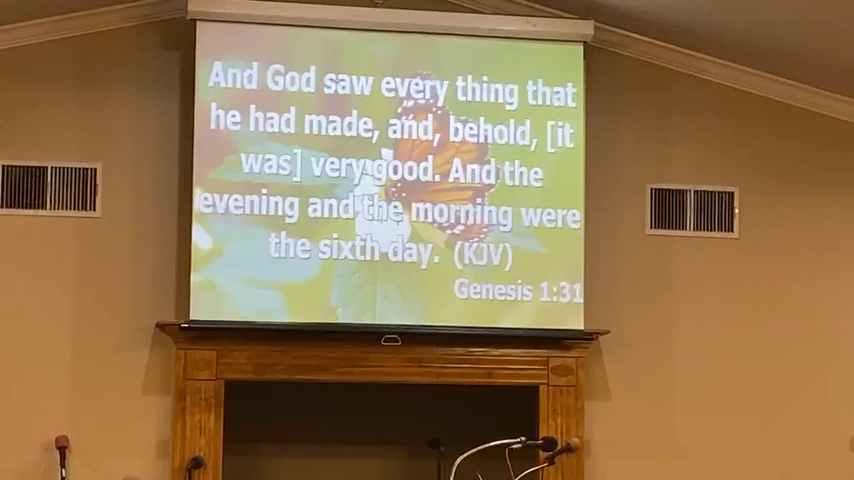 And God saw every thing that
he had made, and, behold, [it
was] very good. And the
evening and the morning were
the sixth day. (KJV)
Genesis 1:31